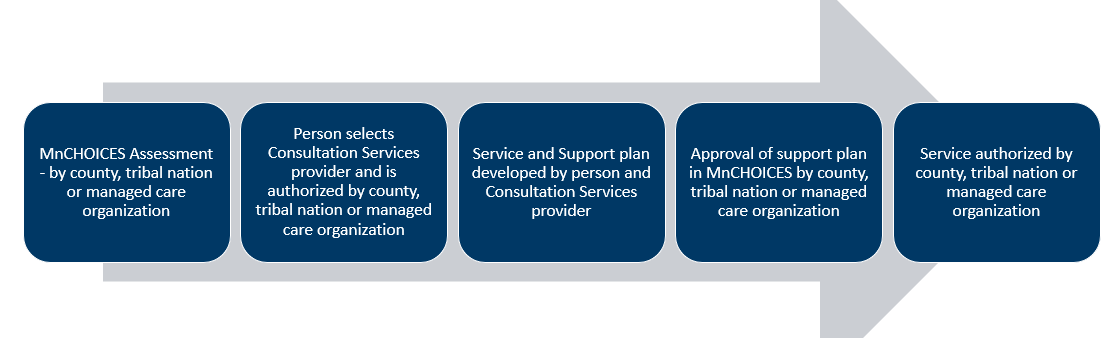 MnCHOICES Assessment
- by county, tribal nation
or managed care
organization
Person selects
Consultation Services
provider and is
authorized by county,
tribal nation or managed
care organization
Service and Support plan
developed by person and
Consultation Services
provider
Approval of support plan
in MnCHOICES by county,
tribal nation or managed
care organization
Service authorized by
county, tribal nation or
managed care
organization